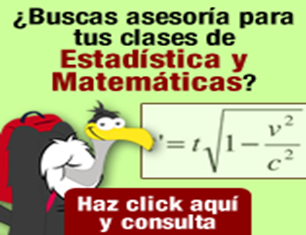 ¿Buscas asesoría para
tus clases de
Estadística y
Matemáticas?
' = t√1 − v²/c²
Haz click aquí
y consulta